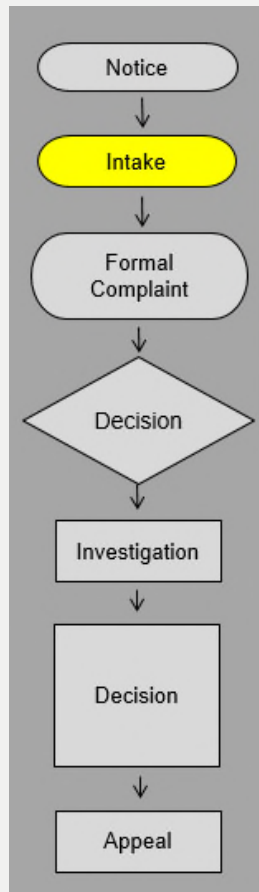 Notice
Intake
Formal
Complaint
Decision
Investigation
Decision
Appeal